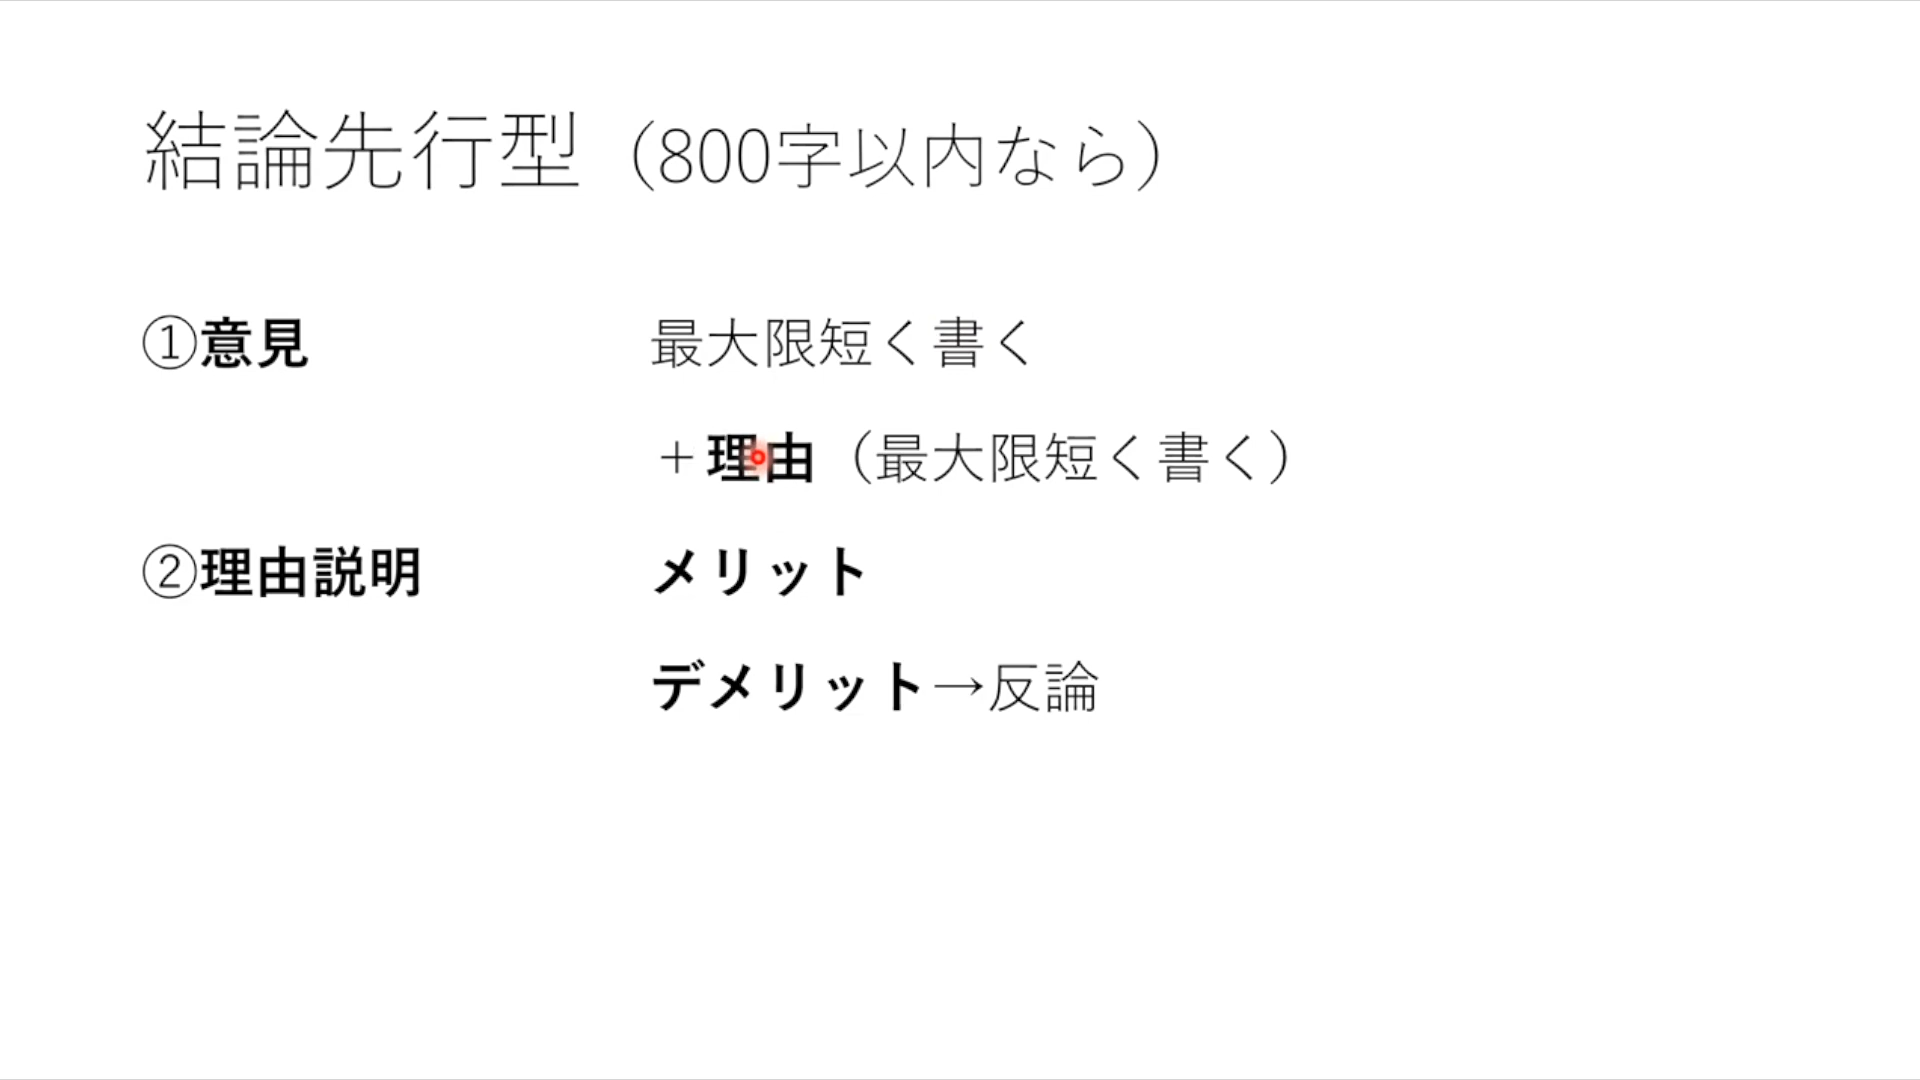 結論先行型（800字以内なら）
①意見 最大限短く書く
＋理由（最大限短く書く）
②理由説明 メリット
デメリット→反論